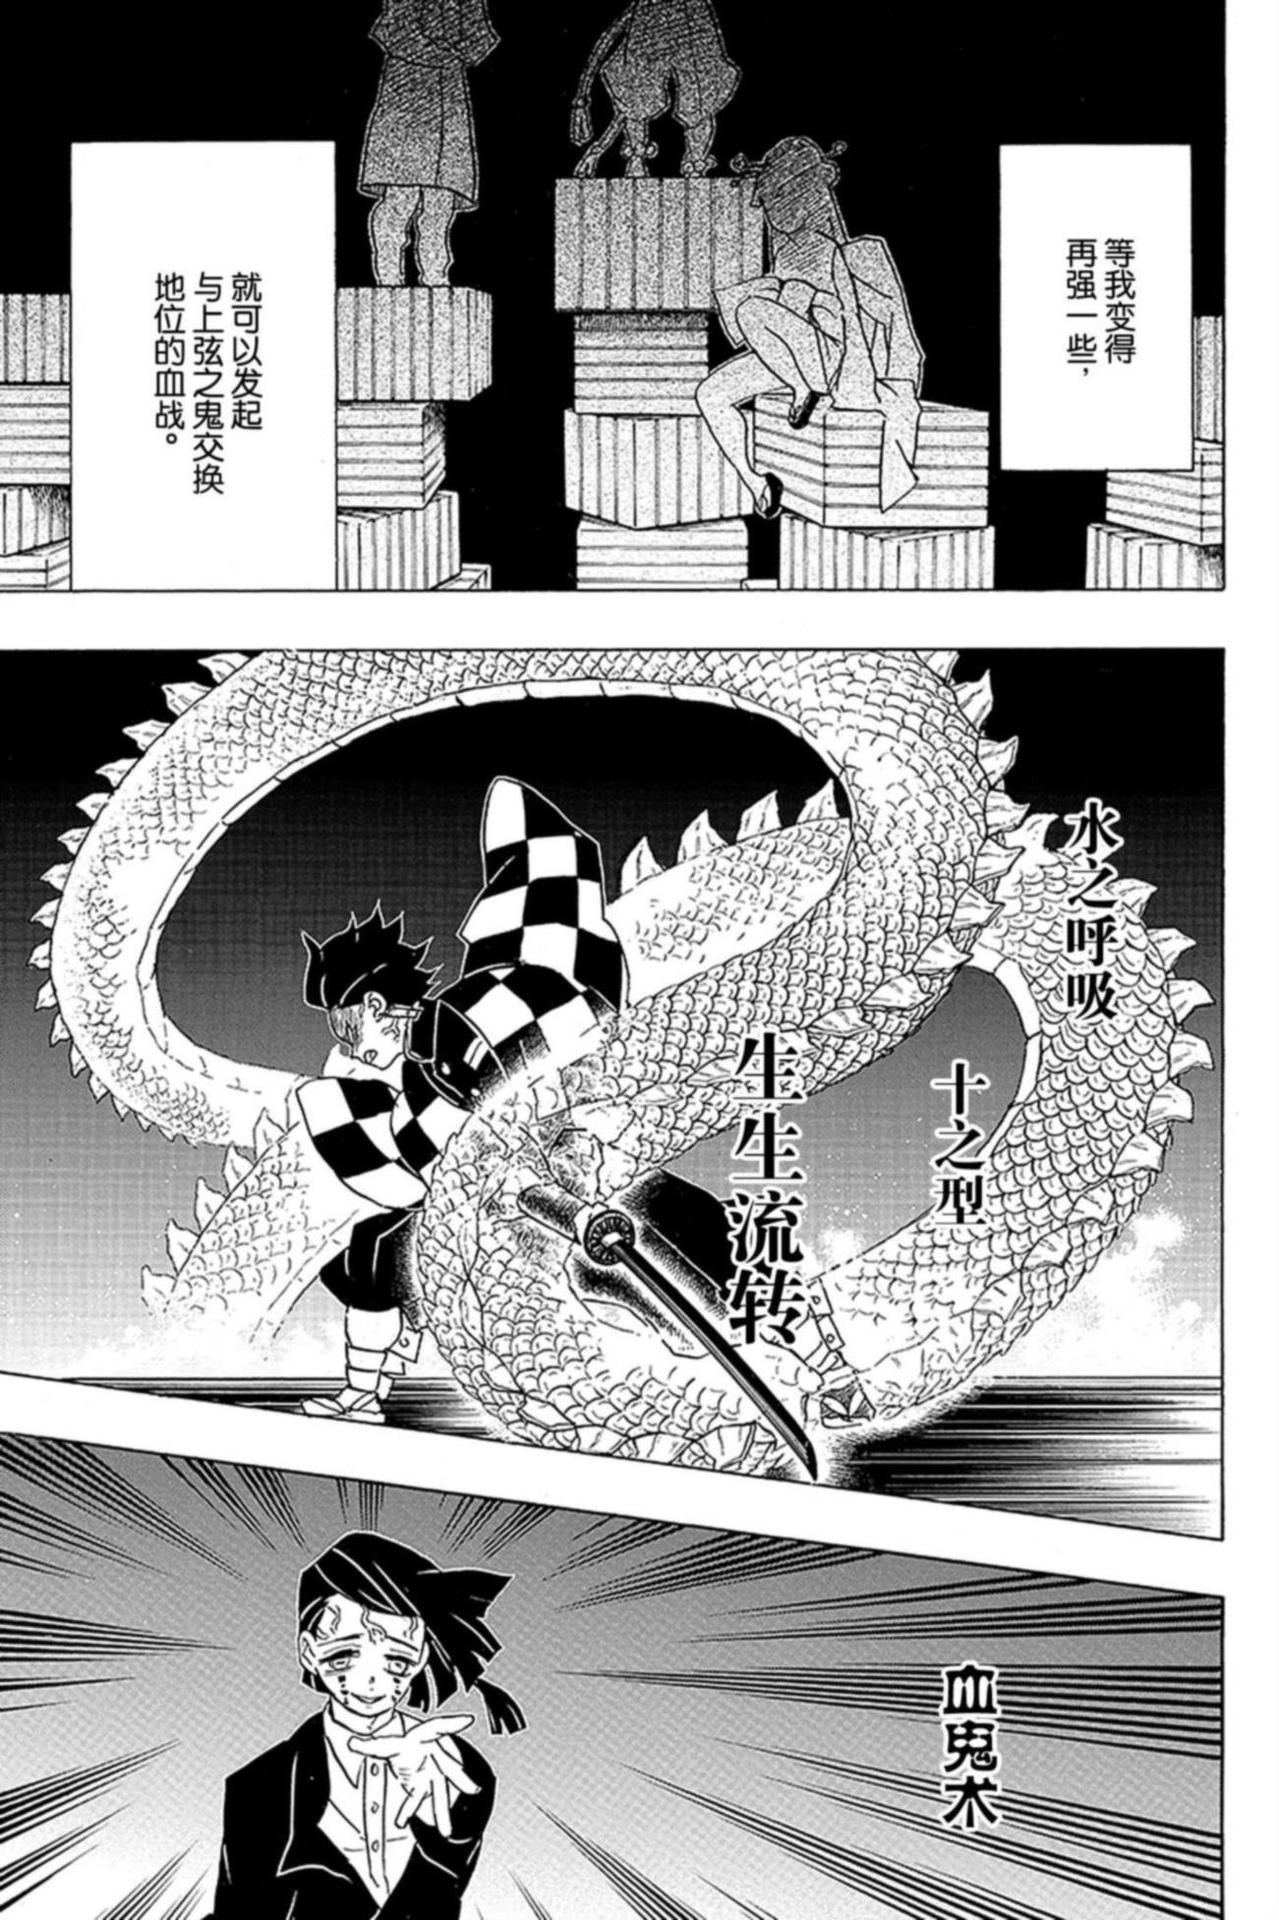 等我变得
再强一些，
就可以发起
与上弦之鬼交换
地位的血战。
水之呼吸
十之型
生生流转
血鬼术